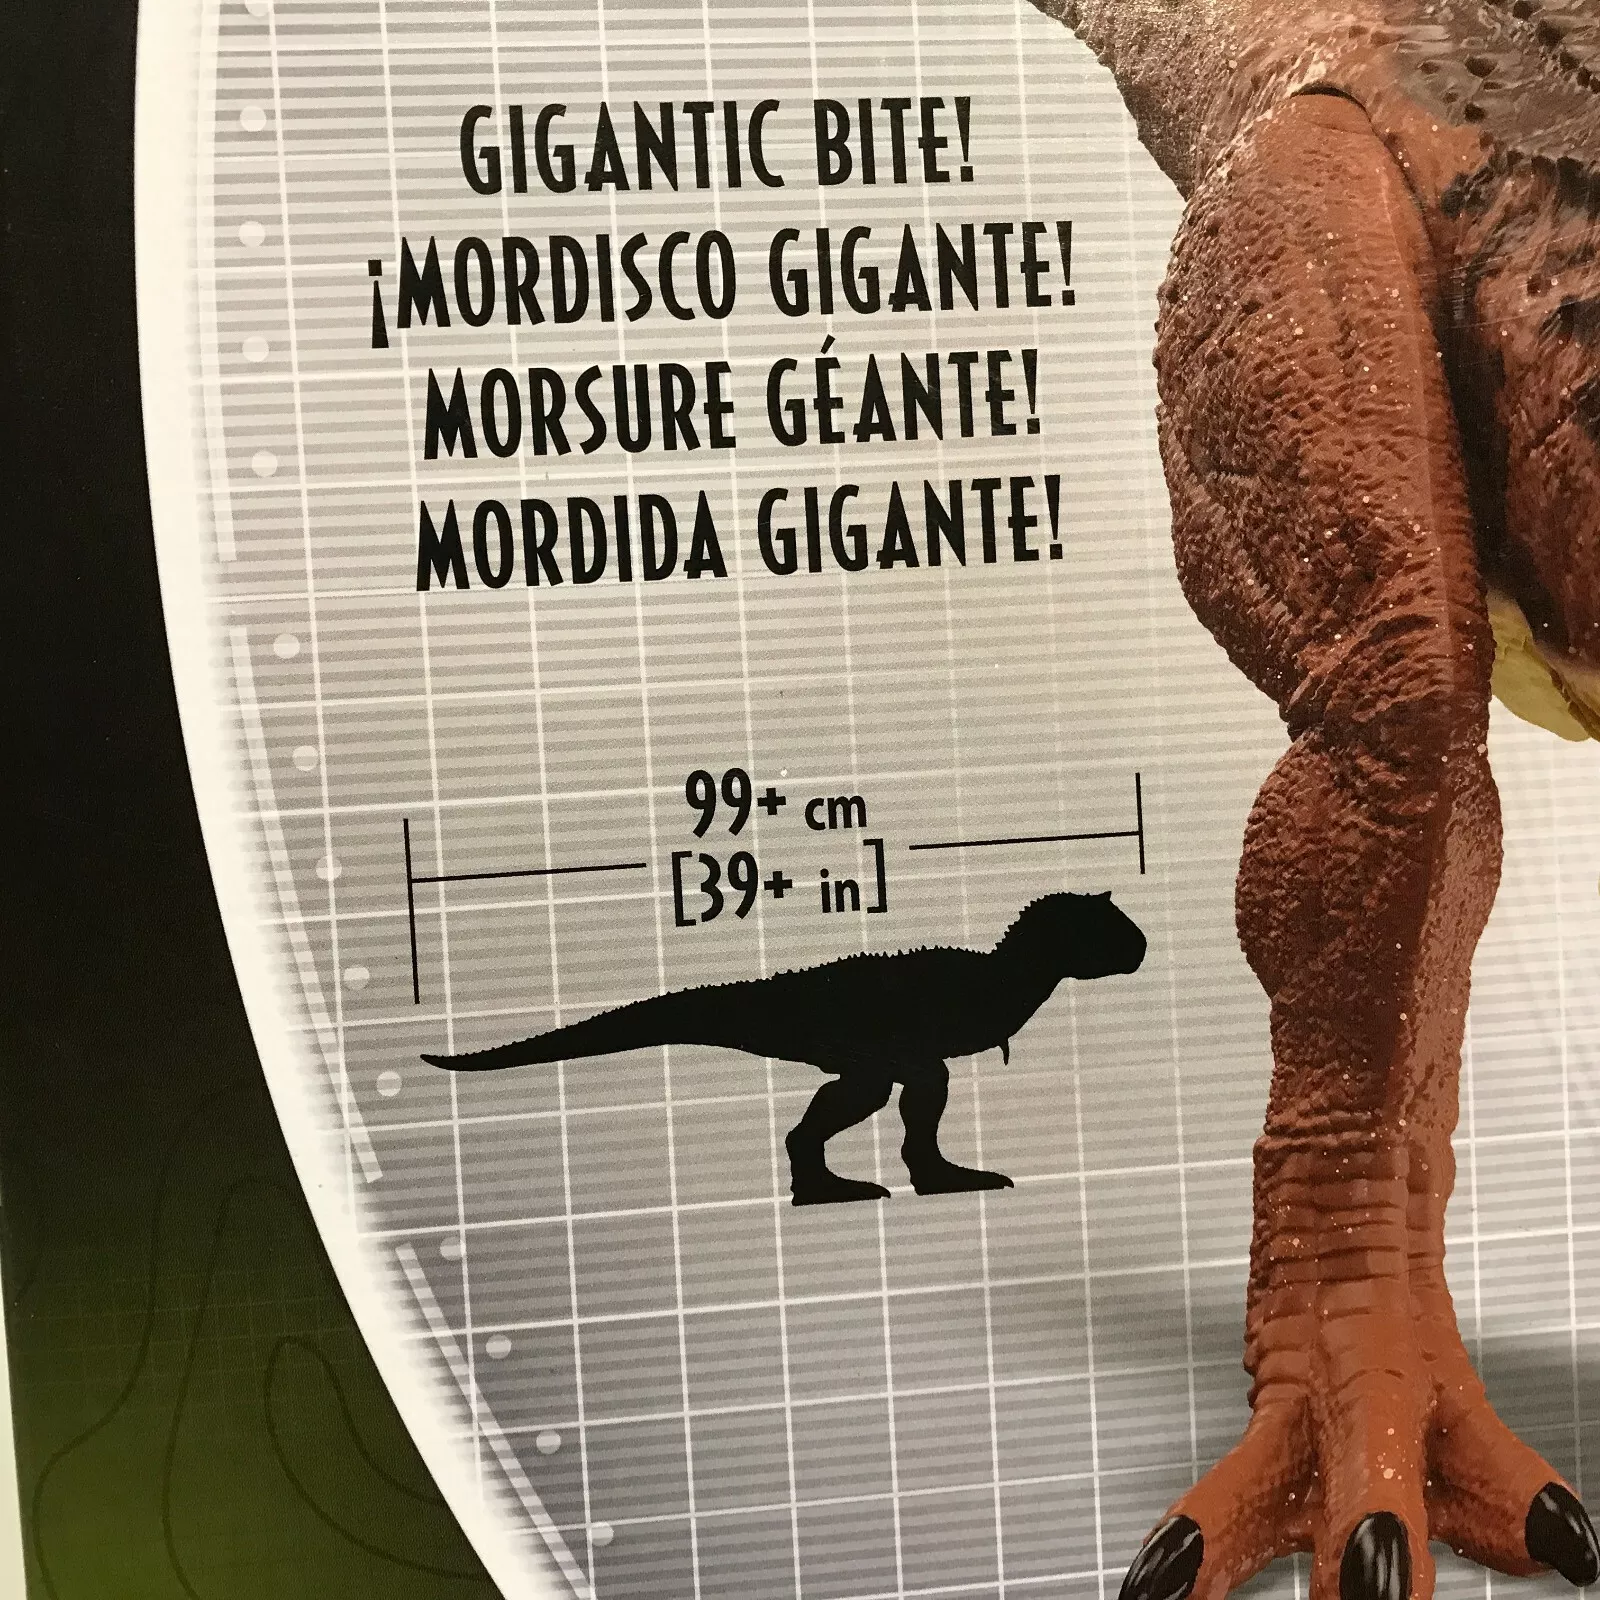 GIGANTIC BITE!
¡MORDISCO GIGANTE!
MORSURE GÉANTE!
MORDIDA GIGANTE!
99+ cm
[39+ in]